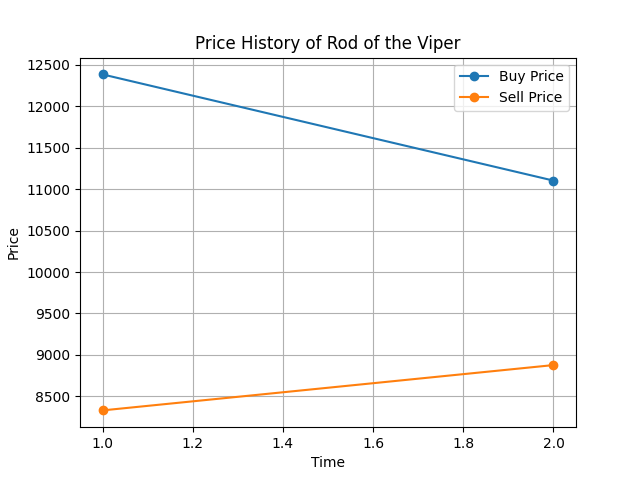 Price History of Rod of the Viper
Buy Price
Sell Price
12500
12000
11500
11000
10500
10000
9500
9000
8500
Price
1.0 1.2 1.4 1.6 1.8 2.0
Time